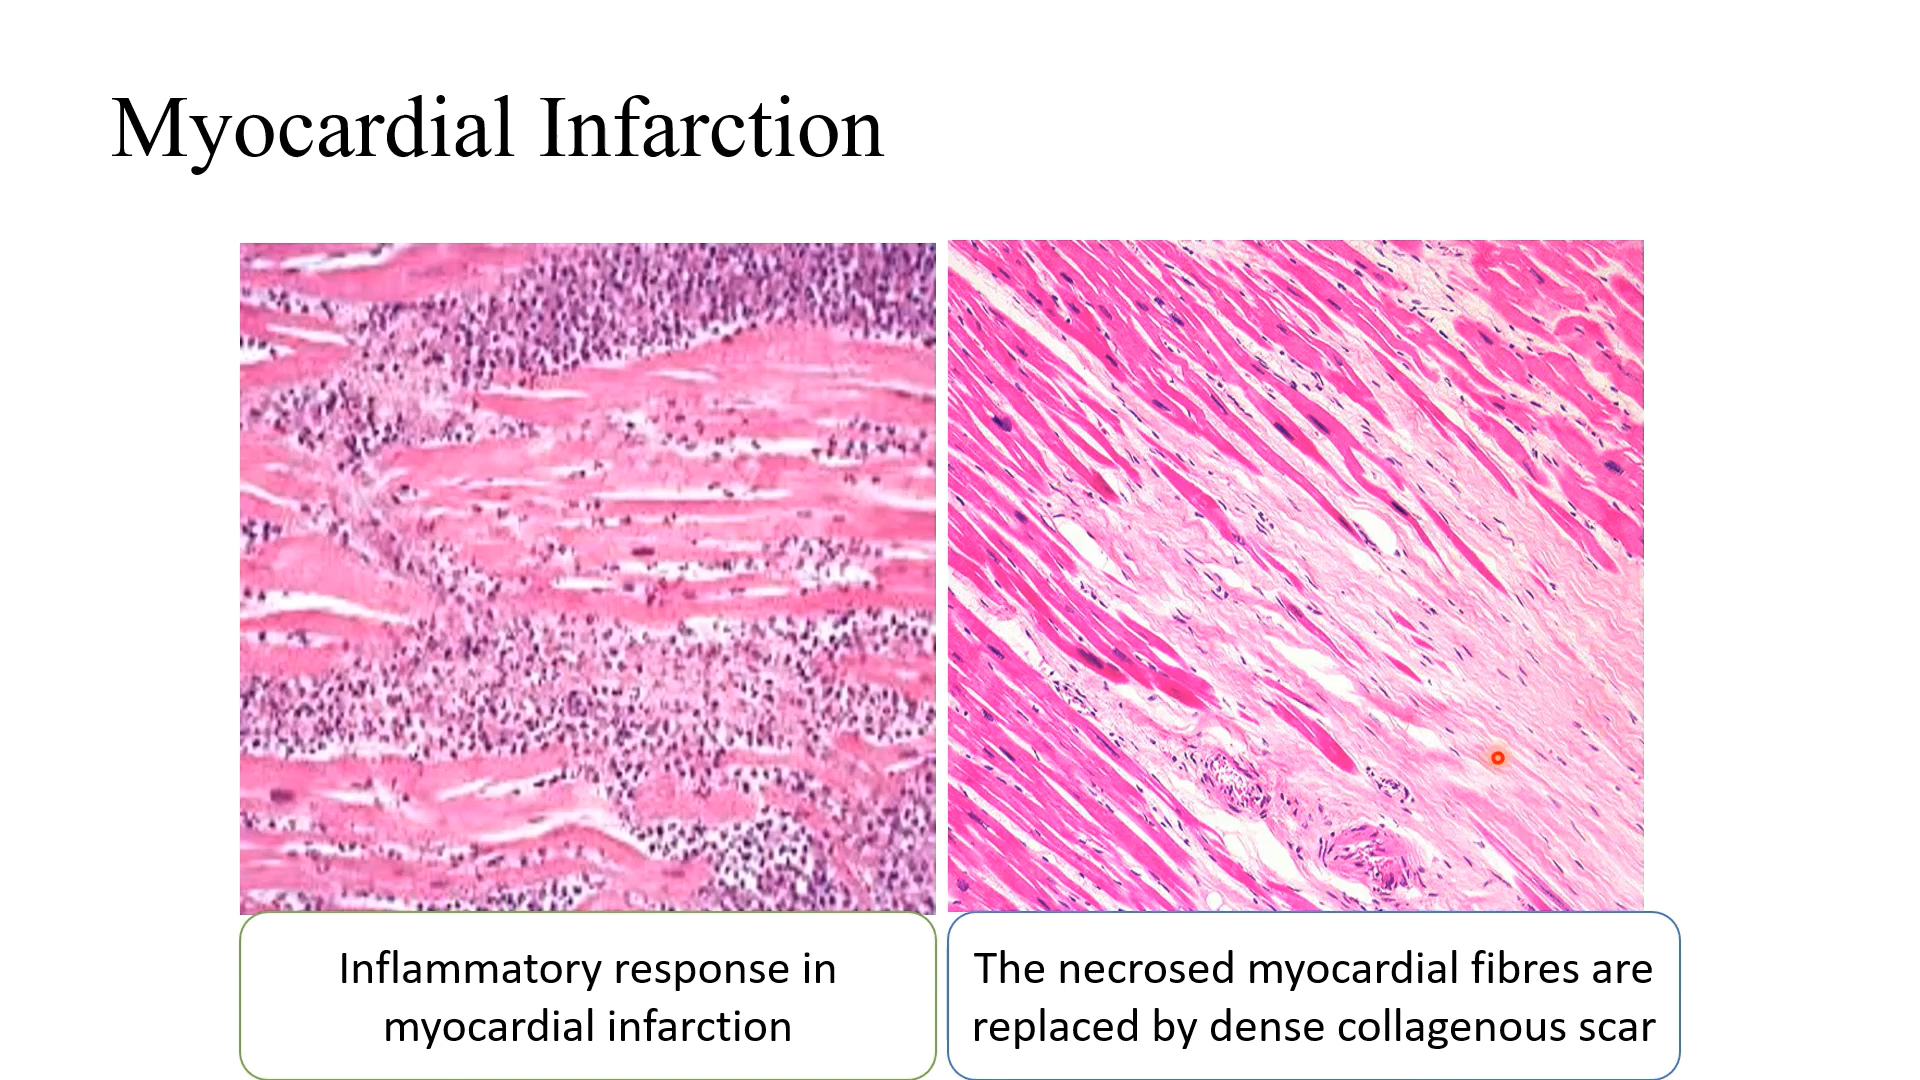 Myocardial Infarction
Inflammatory response in
myocardial infarction
The necrosed myocardial fibres are
replaced by dense collagenous scar